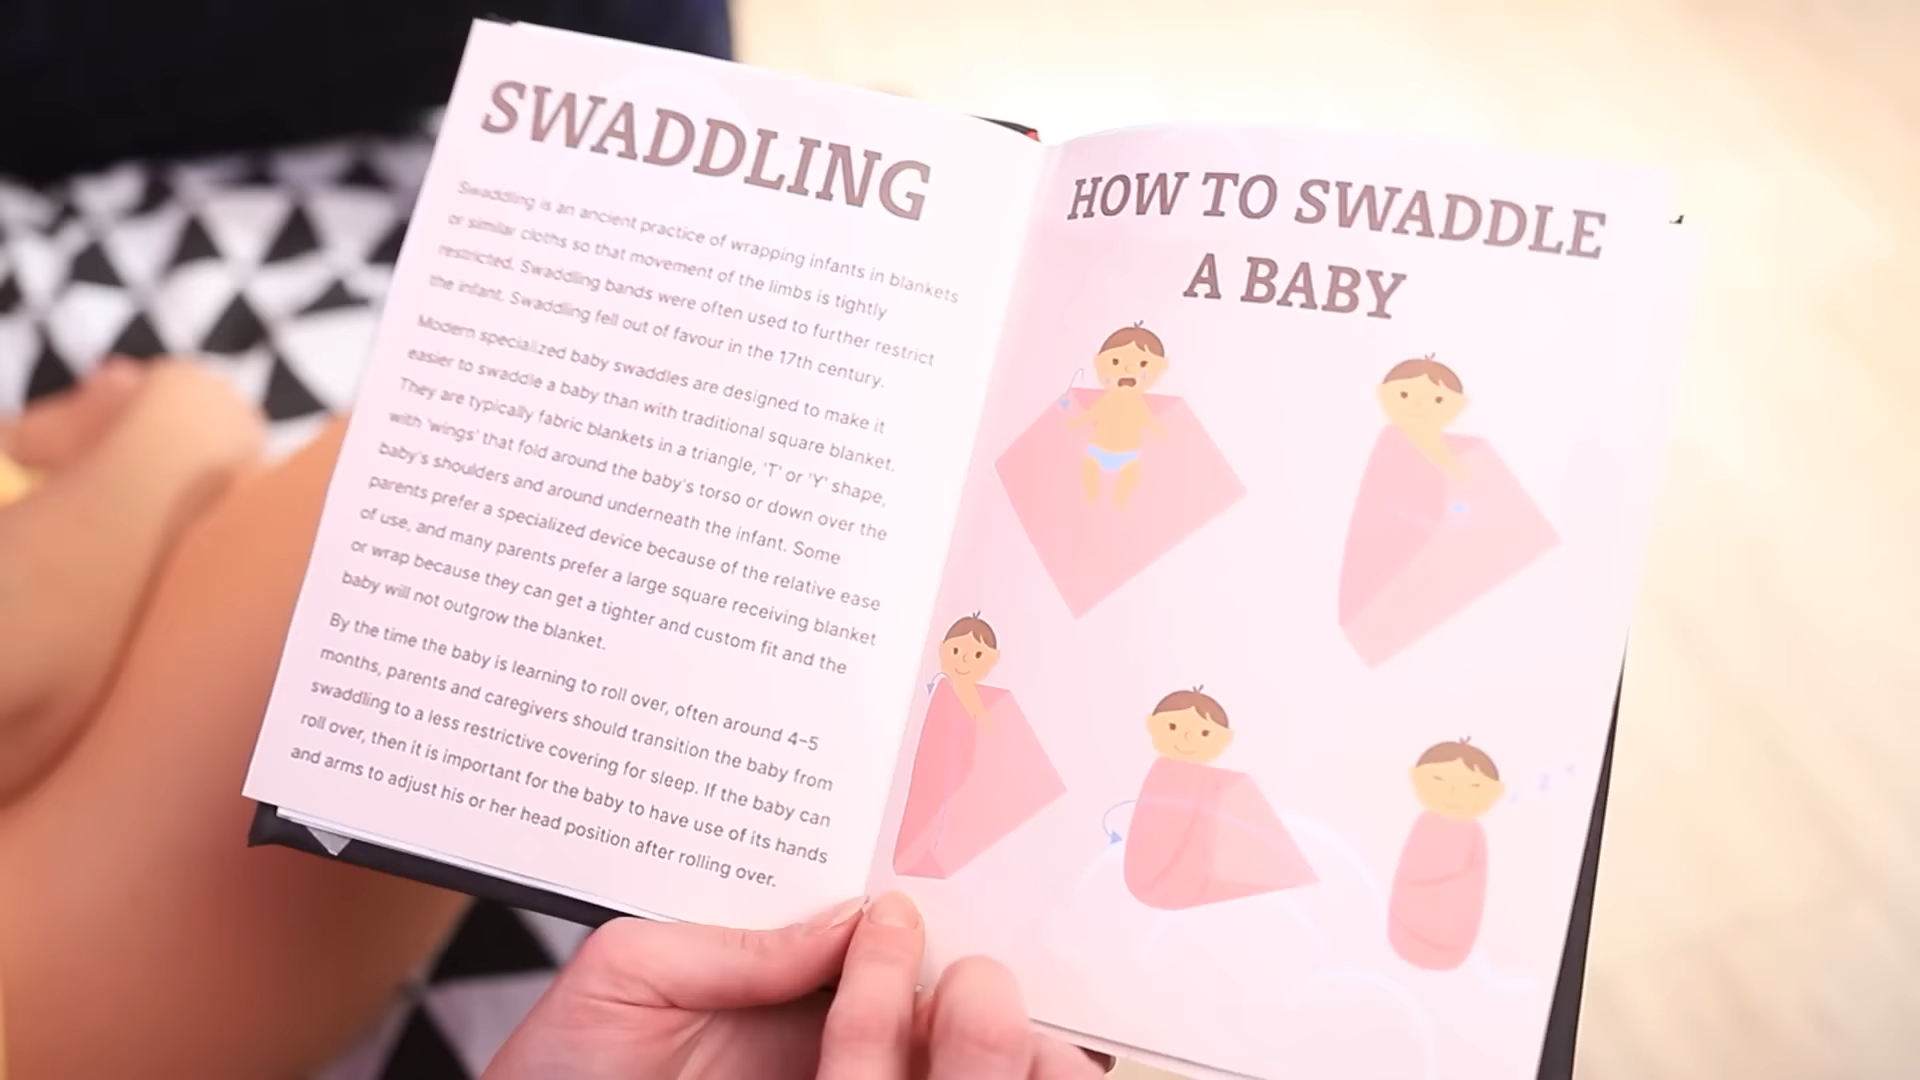 SWADDLING
Swaddling is an ancient practice of wrapping infants in blankets
or similar cloths so that movement of the limbs is tightly
restricted. Swaddling bands were often used to further restrict
the infant. Swaddling fell out of favour in the 17th century.
Modern specialized baby swaddles are designed to make it
easier to swaddle a baby than with traditional square blanket.
They are typically fabric blankets in a triangle, 'T' or 'Y' shape,
with 'wings' that fold around the baby's torso or down over the
baby's shoulders and around underneath the infant. Some
parents prefer a specialized device because of the relative ease
of use, and many parents prefer a large square receiving blanket
or wrap because they can get a tighter and custom fit and the
baby will not outgrow the blanket.
By the time the baby is learning to roll over, often around 4–5
months, parents and caregivers should transition the baby from
swaddling to a less restrictive covering for sleep. If the baby can
roll over, then it is important for the baby to have use of its hands
and arms to adjust his or her head position after rolling over.
HOW TO SWADDLE
A BABY